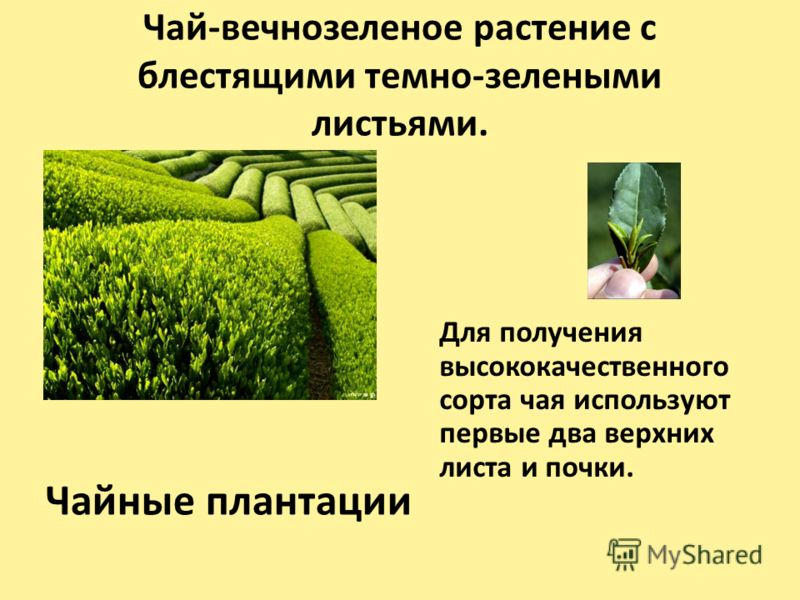 Чай-вечнозеленое растение с
блестящими темно-зелеными
листьями.
Для получения
высококачественного
сорта чая используют
первые два верхних
листа и почки.
Чайные плантации
MyShared